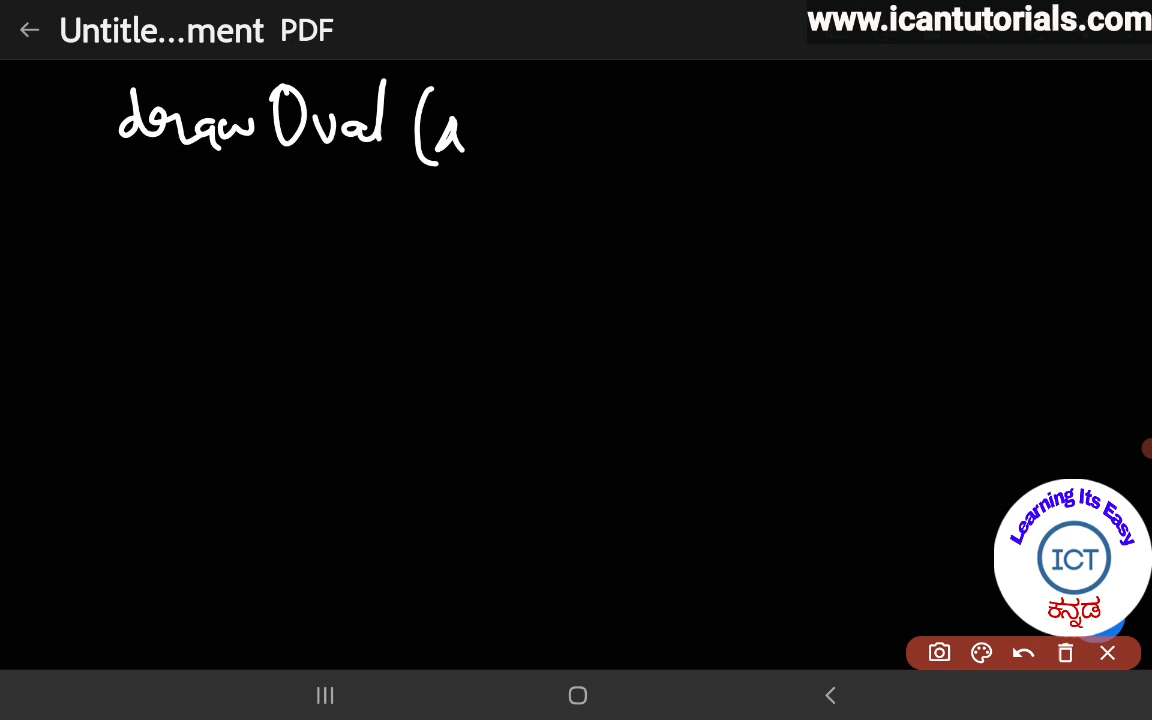 Untitle...ment PDF
www.icantutorials.com
drawOval (
Learning Its Easy
ICT
ಕನ್ನಡ